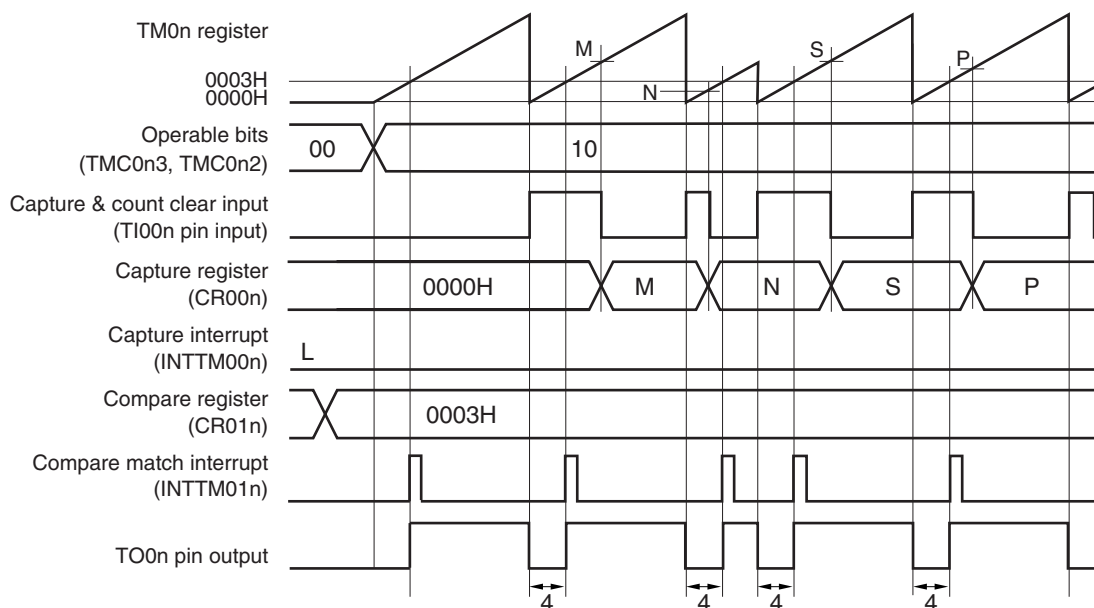 TM0n register
M
S
P
N
0003H
0000H
Operable bits
(TMC0n3, TMC0n2)
00
10
Capture & count clear input
(TI00n pin input)
Capture register
(CR00n)
0000H
M
N
S
P
Capture interrupt
(INTTM00n)
L
Compare register
(CR01n)
0003H
Compare match interrupt
(INTTM01n)
TO0n pin output
4
4
4
4